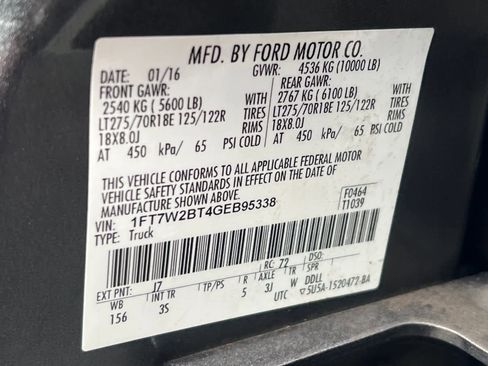 MFD. BY FORD MOTOR CO.
DATE: 01/16 GVWR: 4536 KG (10000 LB)
FRONT GAWR: REAR GAWR:
2540 KG (5600 LB) WITH 2767 KG (6100 LB) WITH
LT275/70R18E 125/122R TIRES LT275/70R18E 125/122R TIRES
18X8.0J RIMS 18X8.0J RIMS
AT 450 kPa/ 65 PSI COLD AT 450 kPa/ 65 PSI COLD
THIS VEHICLE CONFORMS TO ALL APPLICABLE FEDERAL MOTOR
VEHICLE SAFETY STANDARDS IN EFFECT ON THE DATE OF
MANUFACTURE SHOWN ABOVE.
VIN: 1FT7W2BT4GEB95338 F0464
TYPE: Truck T1039
EXT PNT: J7 RC: 72 DSO:
WB INT TR TP/PS R AXLE TR SPR
156 3S 5 3J W DDLL
UTC ▽5U5A-1520472-BA